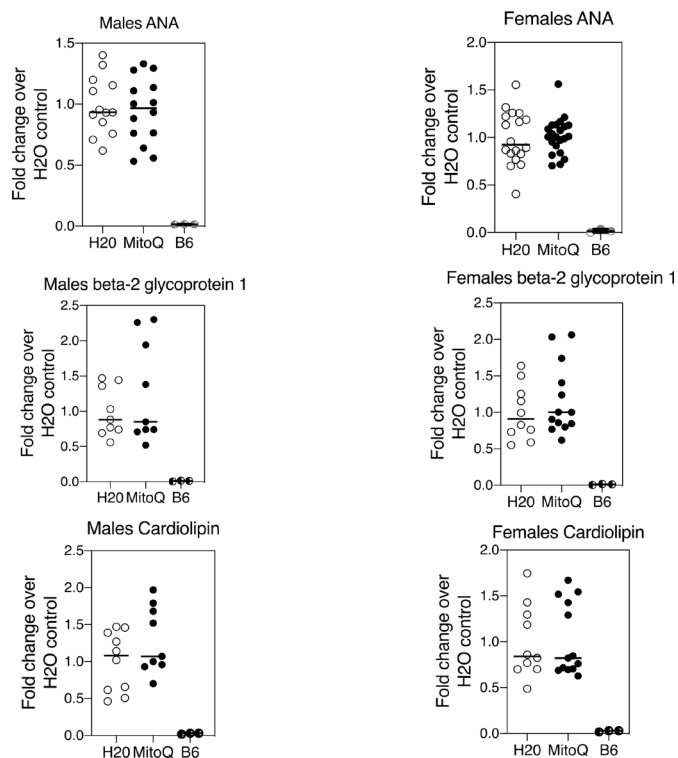 Males ANA
Fold change over
H2O control
1.5
1.0
0.5
0.0
H20 MitoQ B6
Females ANA
Fold change over
H2O control
2.0
1.5
1.0
0.5
0.0
H20 MitoQ B6
Males beta-2 glycoprotein 1
Fold change over
H2O control
2.5
2.0
1.5
1.0
0.5
0.0
H20 MitoQ B6
Females beta-2 glycoprotein 1
Fold change over
H2O control
2.5
2.0
1.5
1.0
0.5
0.0
H20 MitoQ B6
Males Cardiolipin
Fold change over
H2O control
2.5
2.0
1.5
1.0
0.5
0.0
H20 MitoQ B6
Females Cardiolipin
Fold change over
H2O control
2.0
1.5
1.0
0.5
0.0
H20 MitoQ B6